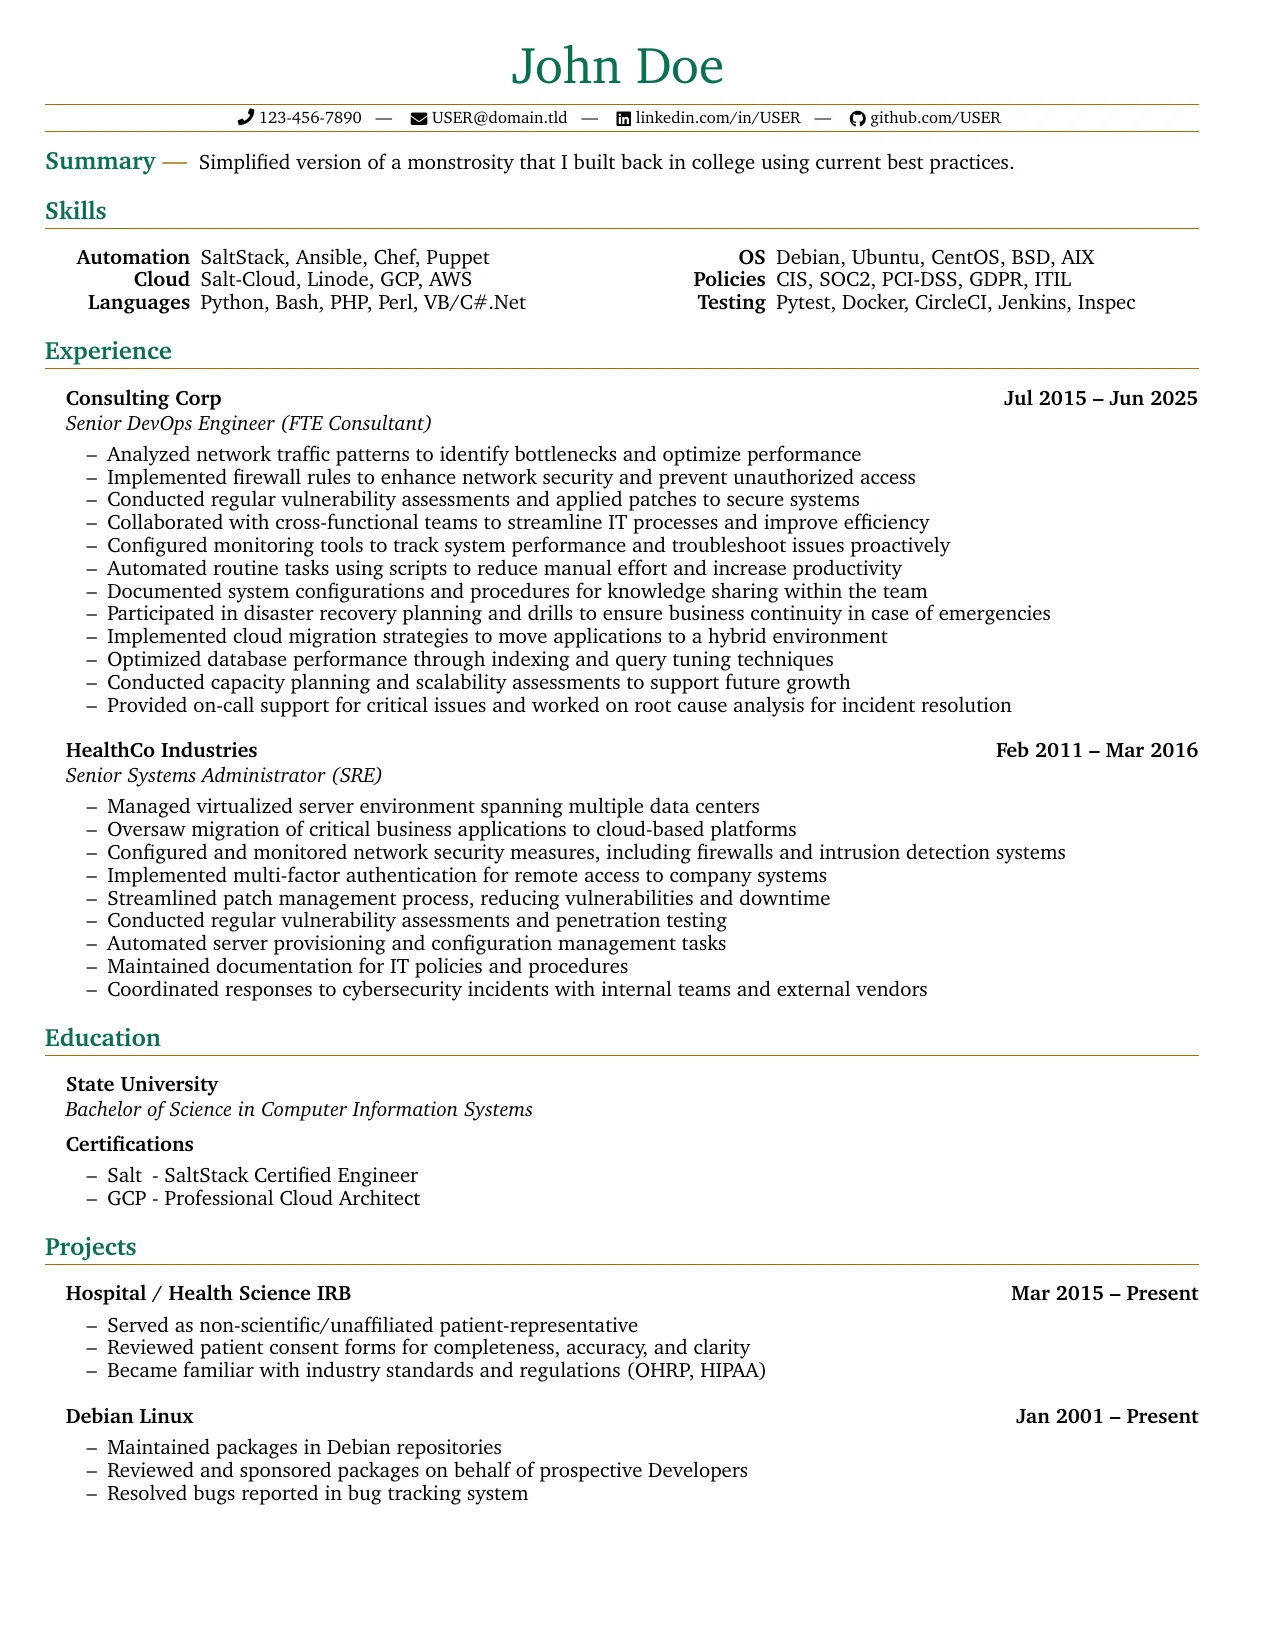 John Doe
123-456-7890 — USER@domain.tld — linkedin.com/in/USER — github.com/USER
Summary — Simplified version of a monstrosity that I built back in college using current best practices.
Skills
Automation SaltStack, Ansible, Chef, Puppet OS Debian, Ubuntu, CentOS, BSD, AIX
Cloud Salt-Cloud, Linode, GCP, AWS Policies CIS, SOC2, PCI-DSS, GDPR, ITIL
Languages Python, Bash, PHP, Perl, VB/C#.Net Testing Pytest, Docker, CircleCI, Jenkins, Inspec
Experience
Consulting Corp Jul 2015 – Jun 2025
Senior DevOps Engineer (FTE Consultant)
– Analyzed network traffic patterns to identify bottlenecks and optimize performance
– Implemented firewall rules to enhance network security and prevent unauthorized access
– Conducted regular vulnerability assessments and applied patches to secure systems
– Collaborated with cross-functional teams to streamline IT processes and improve efficiency
– Configured monitoring tools to track system performance and troubleshoot issues proactively
– Automated routine tasks using scripts to reduce manual effort and increase productivity
– Documented system configurations and procedures for knowledge sharing within the team
– Participated in disaster recovery planning and drills to ensure business continuity in case of emergencies
– Implemented cloud migration strategies to move applications to a hybrid environment
– Optimized database performance through indexing and query tuning techniques
– Conducted capacity planning and scalability assessments to support future growth
– Provided on-call support for critical issues and worked on root cause analysis for incident resolution
HealthCo Industries Feb 2011 – Mar 2016
Senior Systems Administrator (SRE)
– Managed virtualized server environment spanning multiple data centers
– Oversaw migration of critical business applications to cloud-based platforms
– Configured and monitored network security measures, including firewalls and intrusion detection systems
– Implemented multi-factor authentication for remote access to company systems
– Streamlined patch management process, reducing vulnerabilities and downtime
– Conducted regular vulnerability assessments and penetration testing
– Automated server provisioning and configuration management tasks
– Maintained documentation for IT policies and procedures
– Coordinated responses to cybersecurity incidents with internal teams and external vendors
Education
State University
Bachelor of Science in Computer Information Systems
Certifications
– Salt - SaltStack Certified Engineer
– GCP - Professional Cloud Architect
Projects
Hospital / Health Science IRB Mar 2015 – Present
– Served as non-scientific/unaffiliated patient-representative
– Reviewed patient consent forms for completeness, accuracy, and clarity
– Became familiar with industry standards and regulations (OHRP, HIPAA)
Debian Linux Jan 2001 – Present
– Maintained packages in Debian repositories
– Reviewed and sponsored packages on behalf of prospective Developers
– Resolved bugs reported in bug tracking system